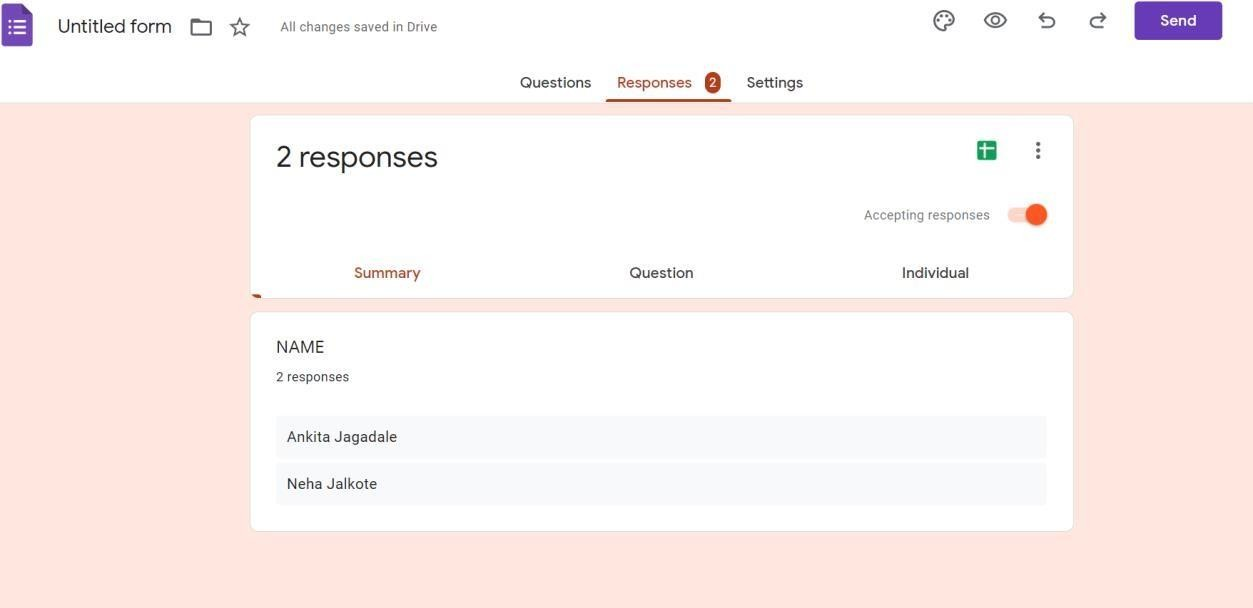 Untitled form
All changes saved in Drive
Send
Questions
Responses 2
Settings
2 responses
Accepting responses
Summary
Question
Individual
NAME
2 responses
Ankita Jagadale
Neha Jalkote